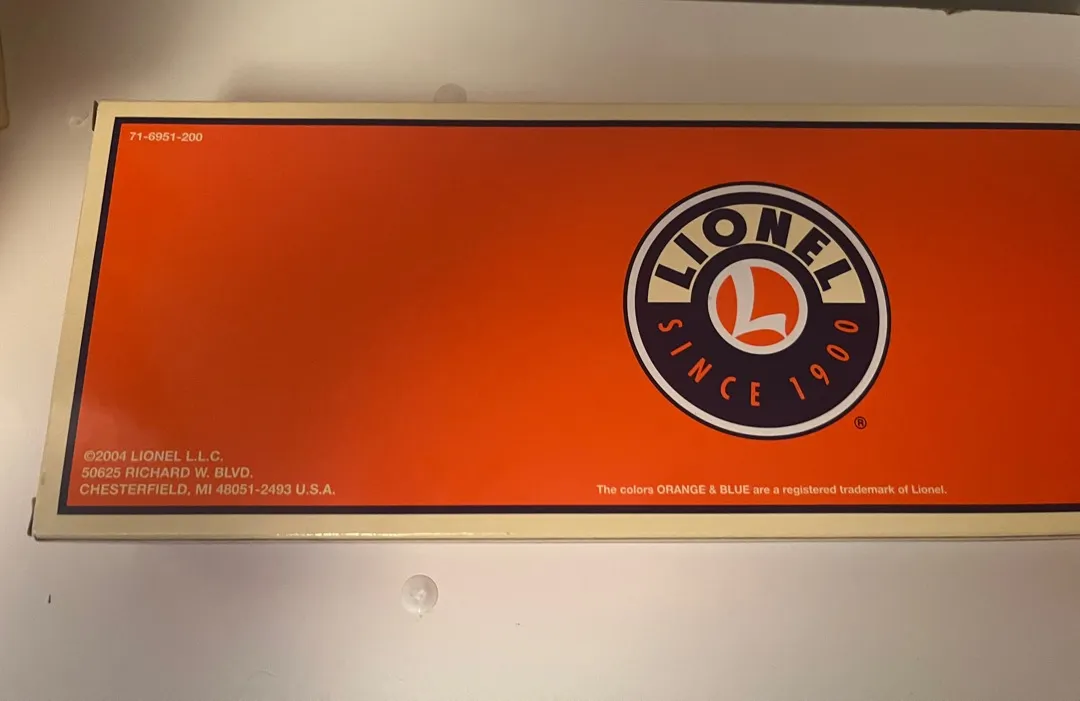 71-6951-200
LIONEL
L
SINCE 1900
®
©2004 LIONEL L.L.C.
50625 RICHARD W. BLVD.
CHESTERFIELD, MI 48051-2493 U.S.A.
The colors ORANGE & BLUE are a registered trademark of Lionel.